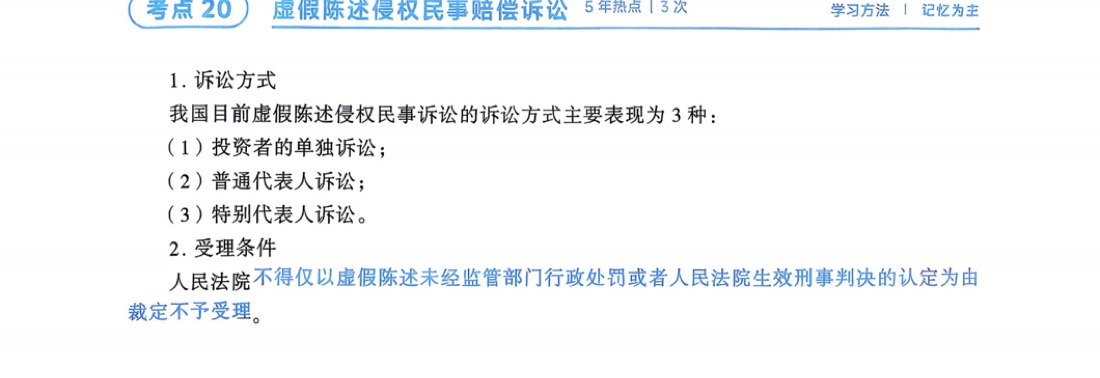 考点 20 虚假陈述侵权民事赔偿诉讼 5 年热点 | 3 次 学习方法 | 记忆为主
1. 诉讼方式
我国目前虚假陈述侵权民事诉讼的诉讼方式主要表现为 3 种：
（1）投资者的单独诉讼；
（2）普通代表人诉讼；
（3）特别代表人诉讼。
2. 受理条件
人民法院不得仅以虚假陈述未经监管部门行政处罚或者人民法院生效刑事判决的认定为由
裁定不予受理。